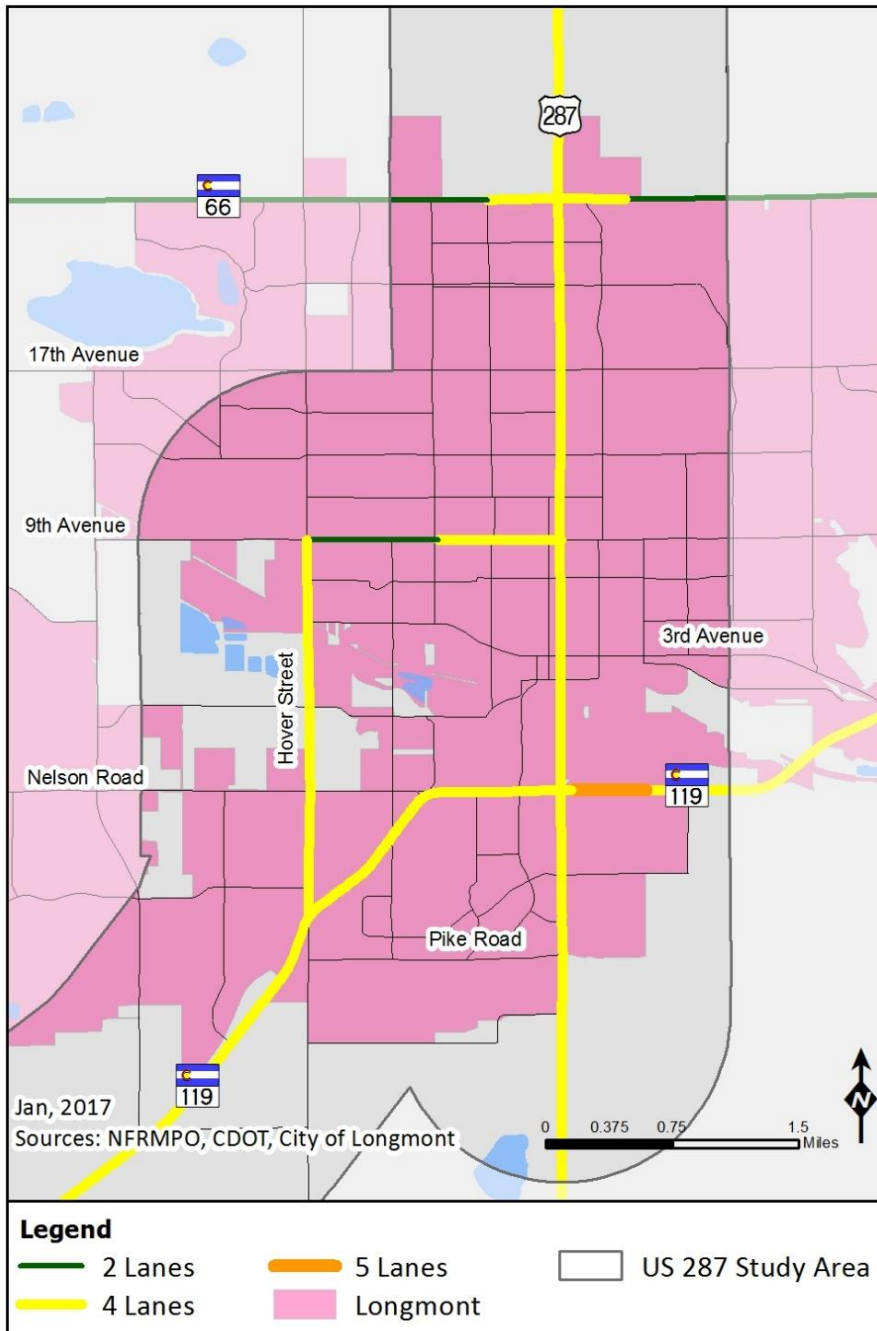 287
66
17th Avenue
9th Avenue
3rd Avenue
Hover Street
Nelson Road
119
Pike Road
119
Jan, 2017
Sources: NFRMPO, CDOT, City of Longmont
0 0.375 0.75 1.5
Miles
N
Legend
2 Lanes
5 Lanes
US 287 Study Area
4 Lanes
Longmont